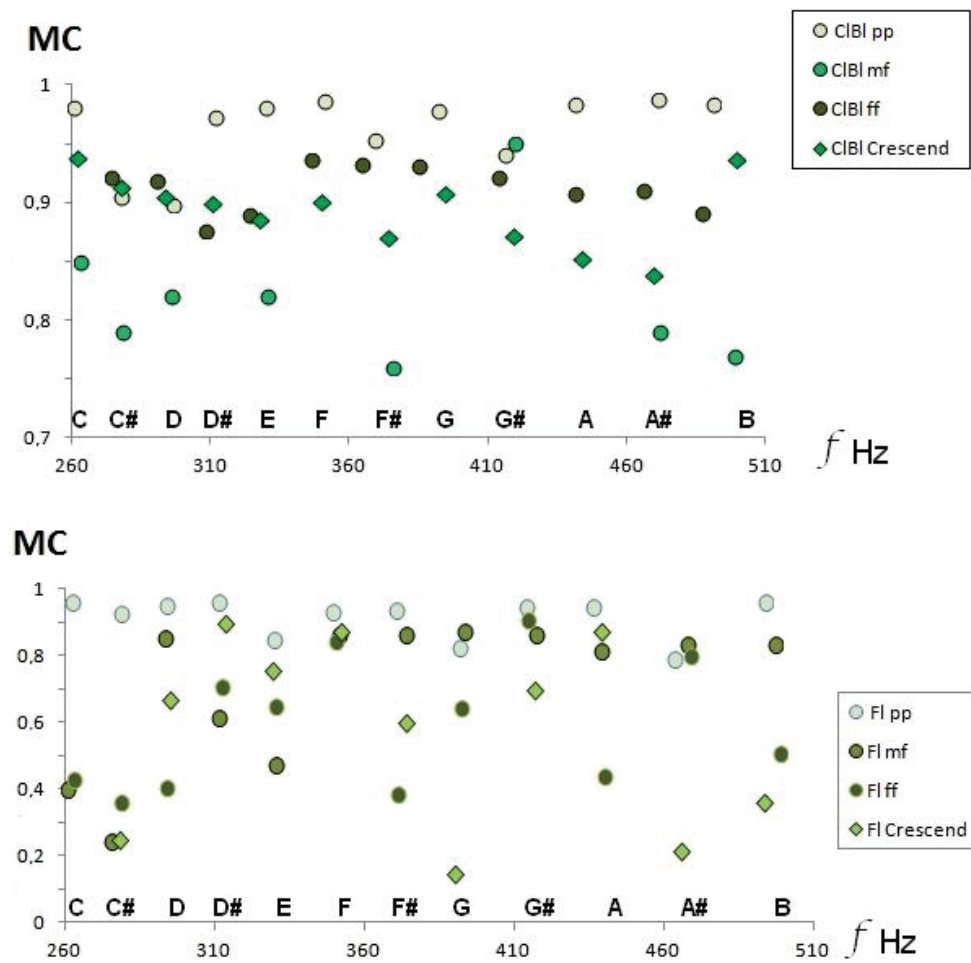 MC
ClBl pp
ClBl mf
ClBl ff
ClBl Crescend
1
0,9
0,8
0,7
C C# D D# E F F# G G# A A# B
260 310 360 410 460 510
f Hz
MC
1
0,8
0,6
0,4
0,2
0
Fl pp
Fl mf
Fl ff
Fl Crescend
C C# D D# E F F# G G# A A# B
260 310 360 410 460 510
f Hz